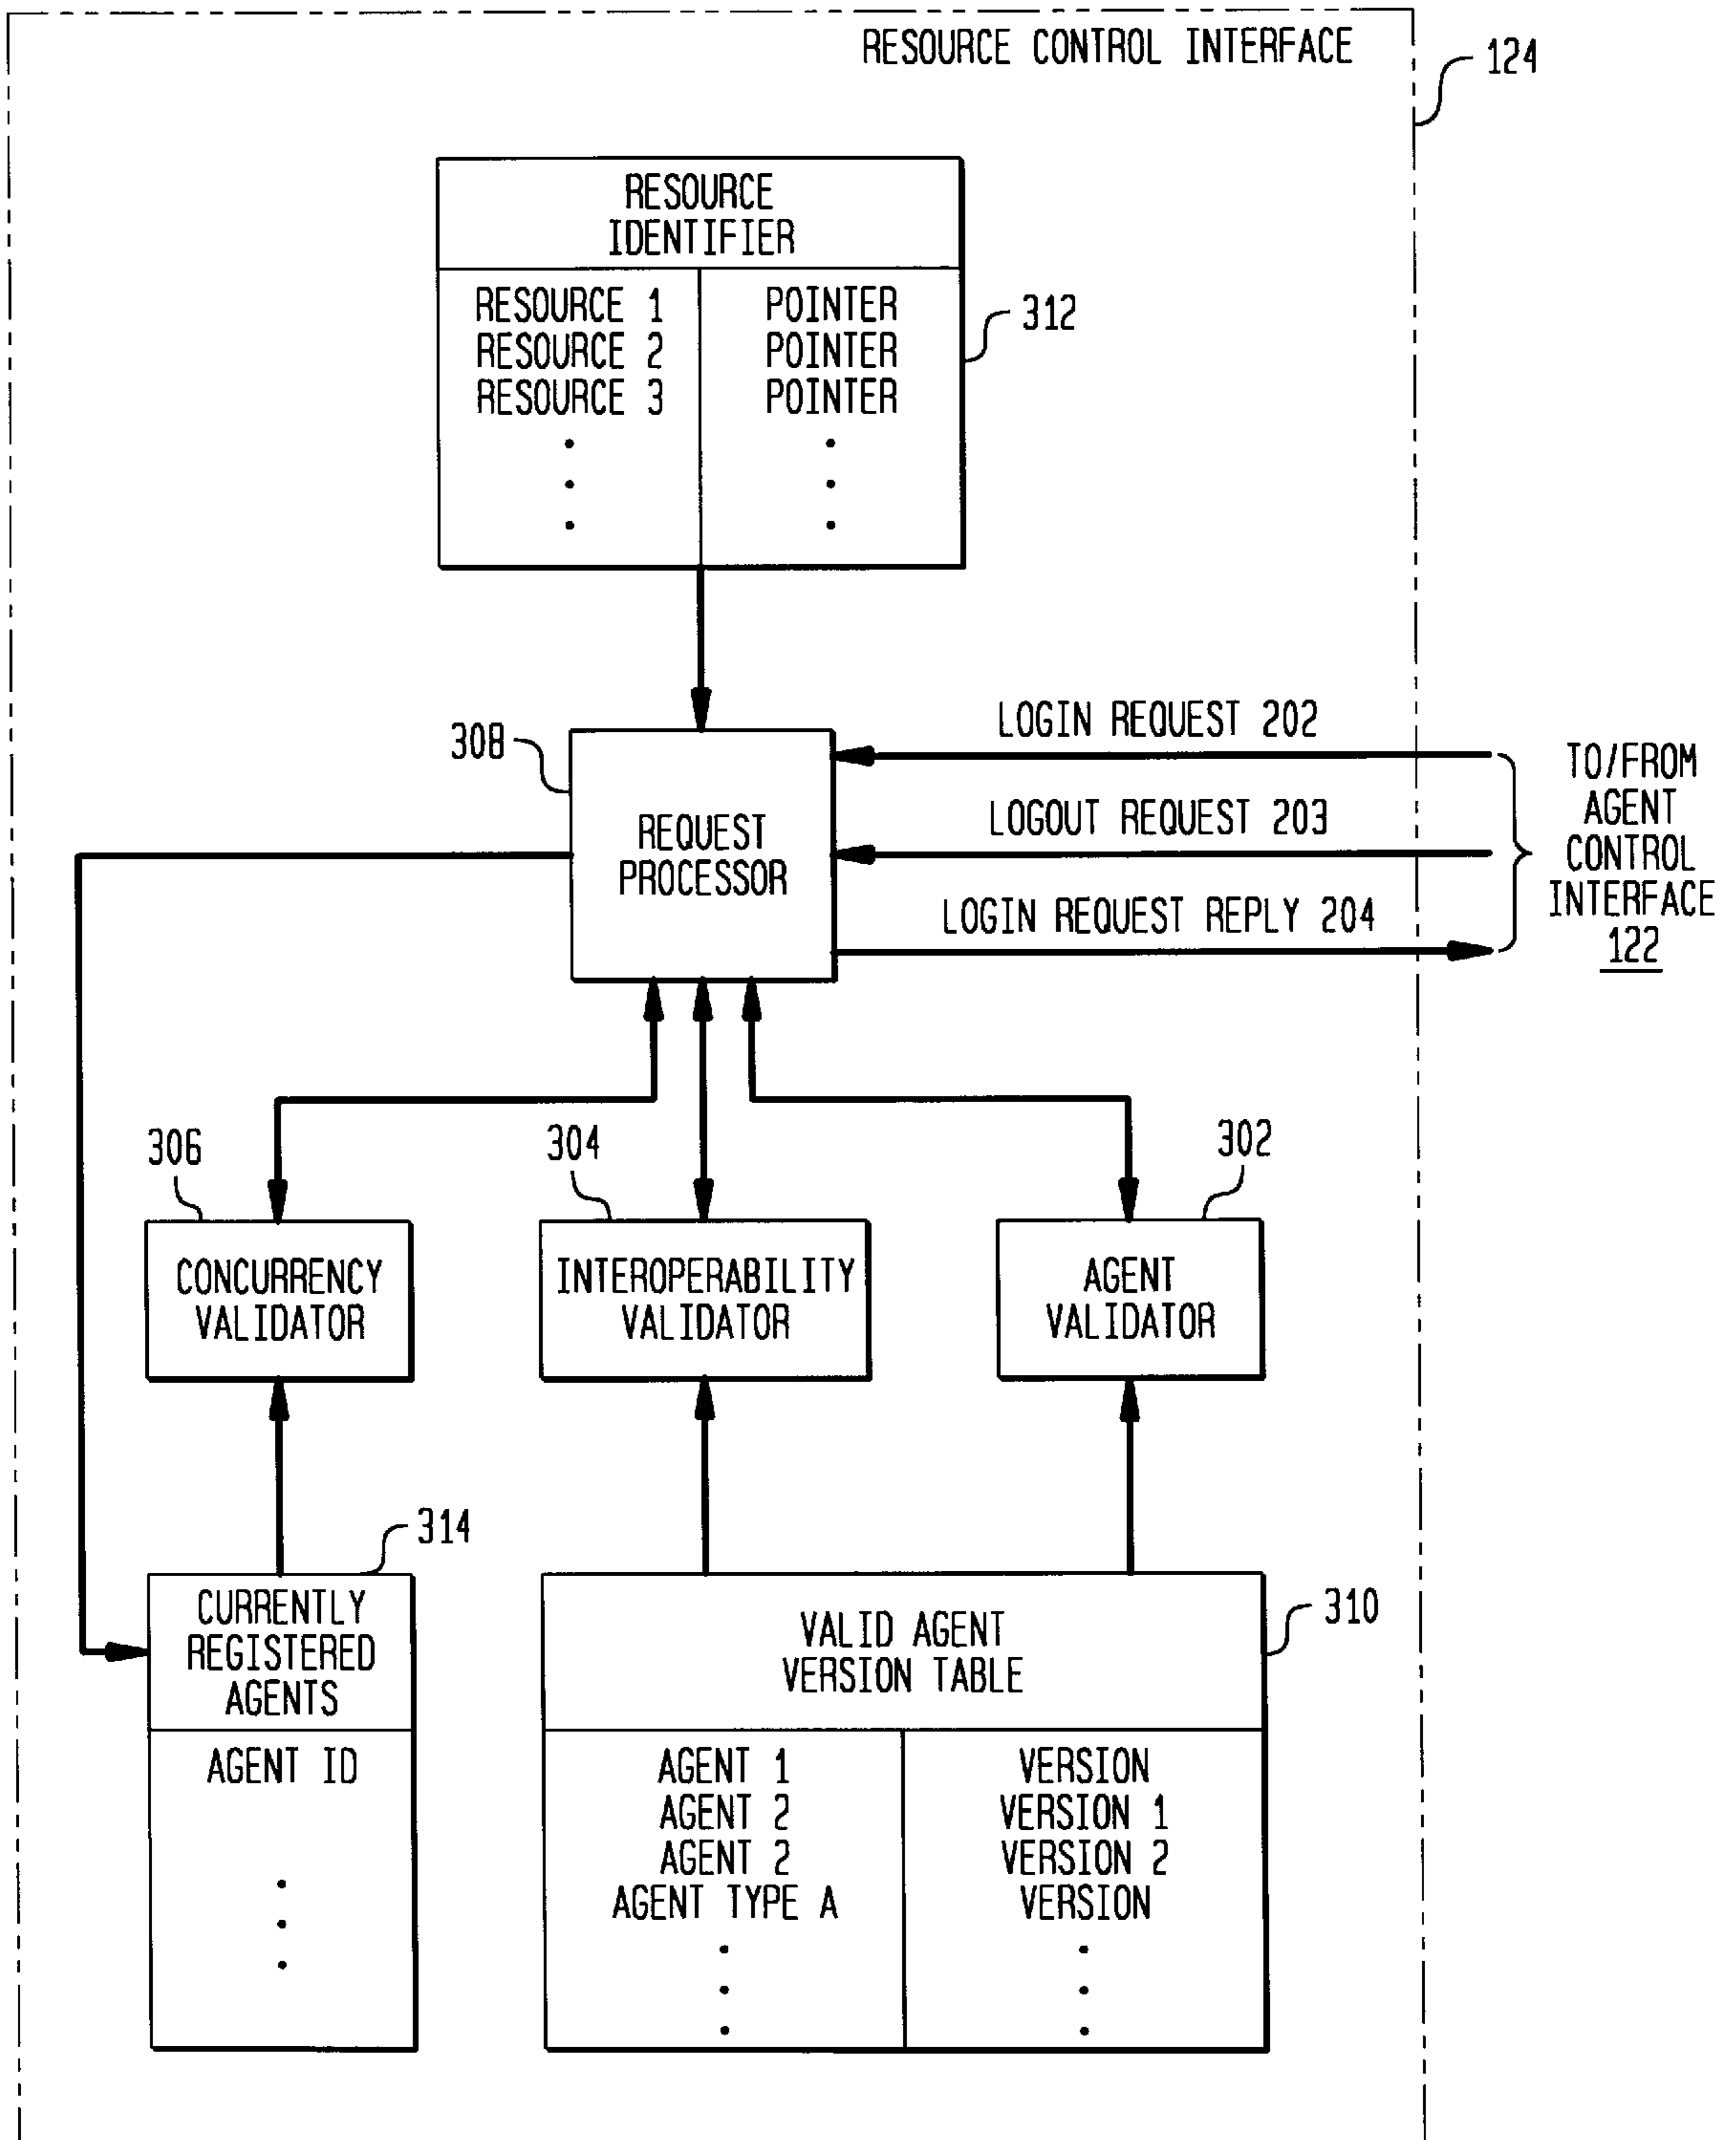 RESOURCE CONTROL INTERFACE
124
RESOURCE
IDENTIFIER
RESOURCE 1 POINTER
RESOURCE 2 POINTER
RESOURCE 3 POINTER
312
308
REQUEST
PROCESSOR
LOGIN REQUEST 202
LOGOUT REQUEST 203
LOGIN REQUEST REPLY 204
TO/FROM
AGENT
CONTROL
INTERFACE
122
306
304
302
CONCURRENCY
VALIDATOR
INTEROPERABILITY
VALIDATOR
AGENT
VALIDATOR
314
CURRENTLY
REGISTERED
AGENTS
AGENT ID
310
VALID AGENT
VERSION TABLE
AGENT 1 VERSION
AGENT 2 VERSION 1
AGENT 2 VERSION 2
AGENT TYPE A VERSION